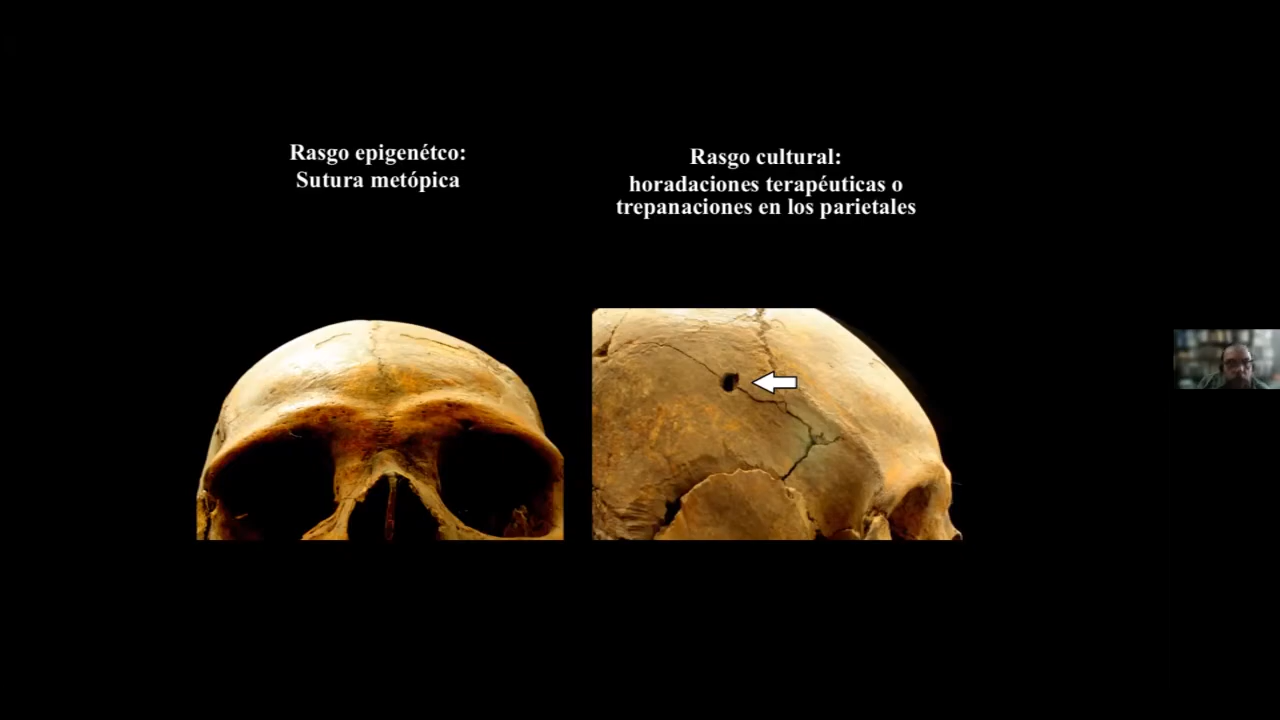 Rasgo epigenétco:
Sutura metópica
Rasgo cultural:
horadaciones terapéuticas o
trepanaciones en los parietales